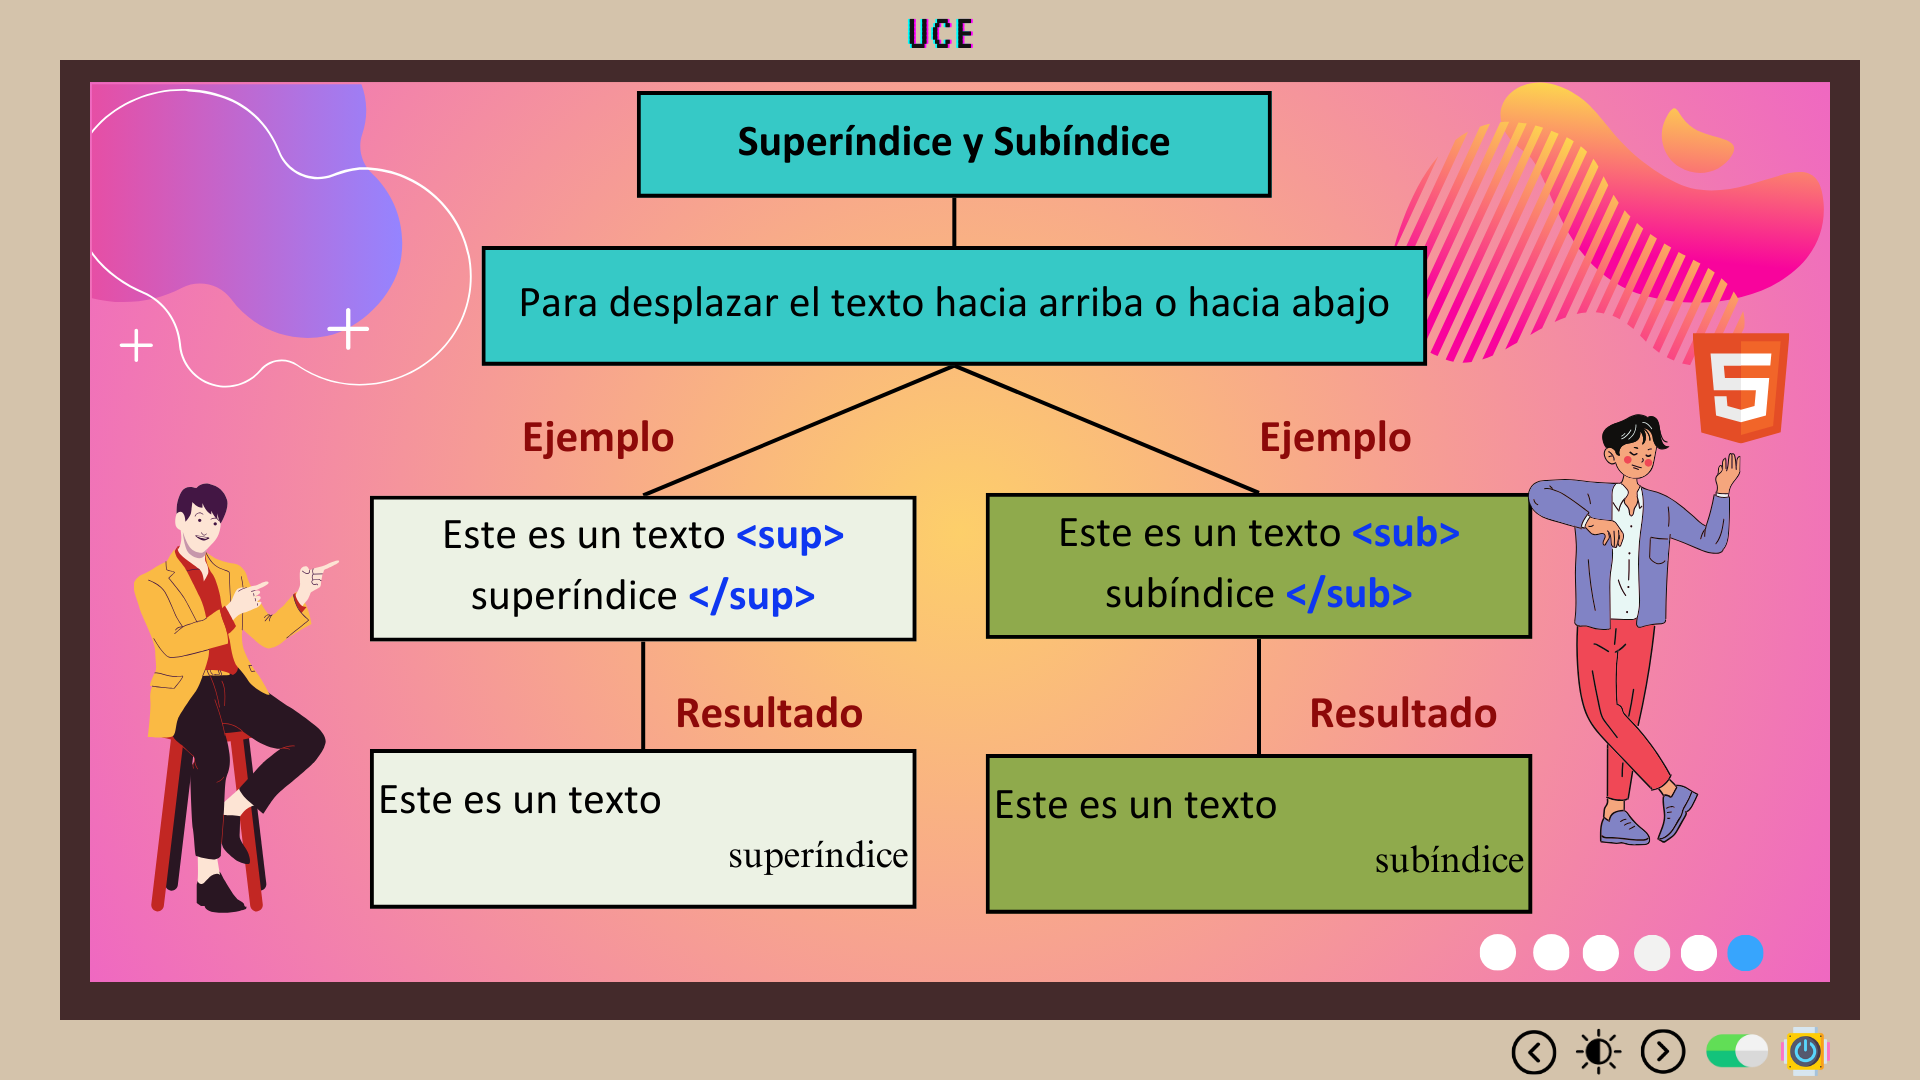 UCE
Superíndice y Subíndice
Para desplazar el texto hacia arriba o hacia abajo
Ejemplo
Ejemplo
Este es un texto <sup>
superíndice </sup>
Este es un texto <sub>
subíndice </sub>
Resultado
Resultado
Este es un texto
superíndice
Este es un texto
subíndice